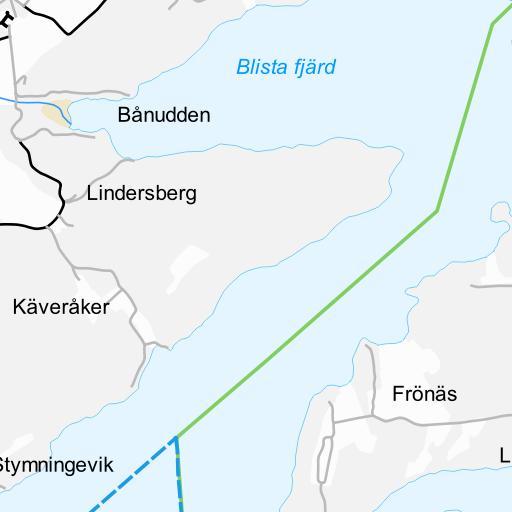 Blista fjärd
Bånudden
Lindersberg
Käveråker
Frönäs
Stymningevik
L